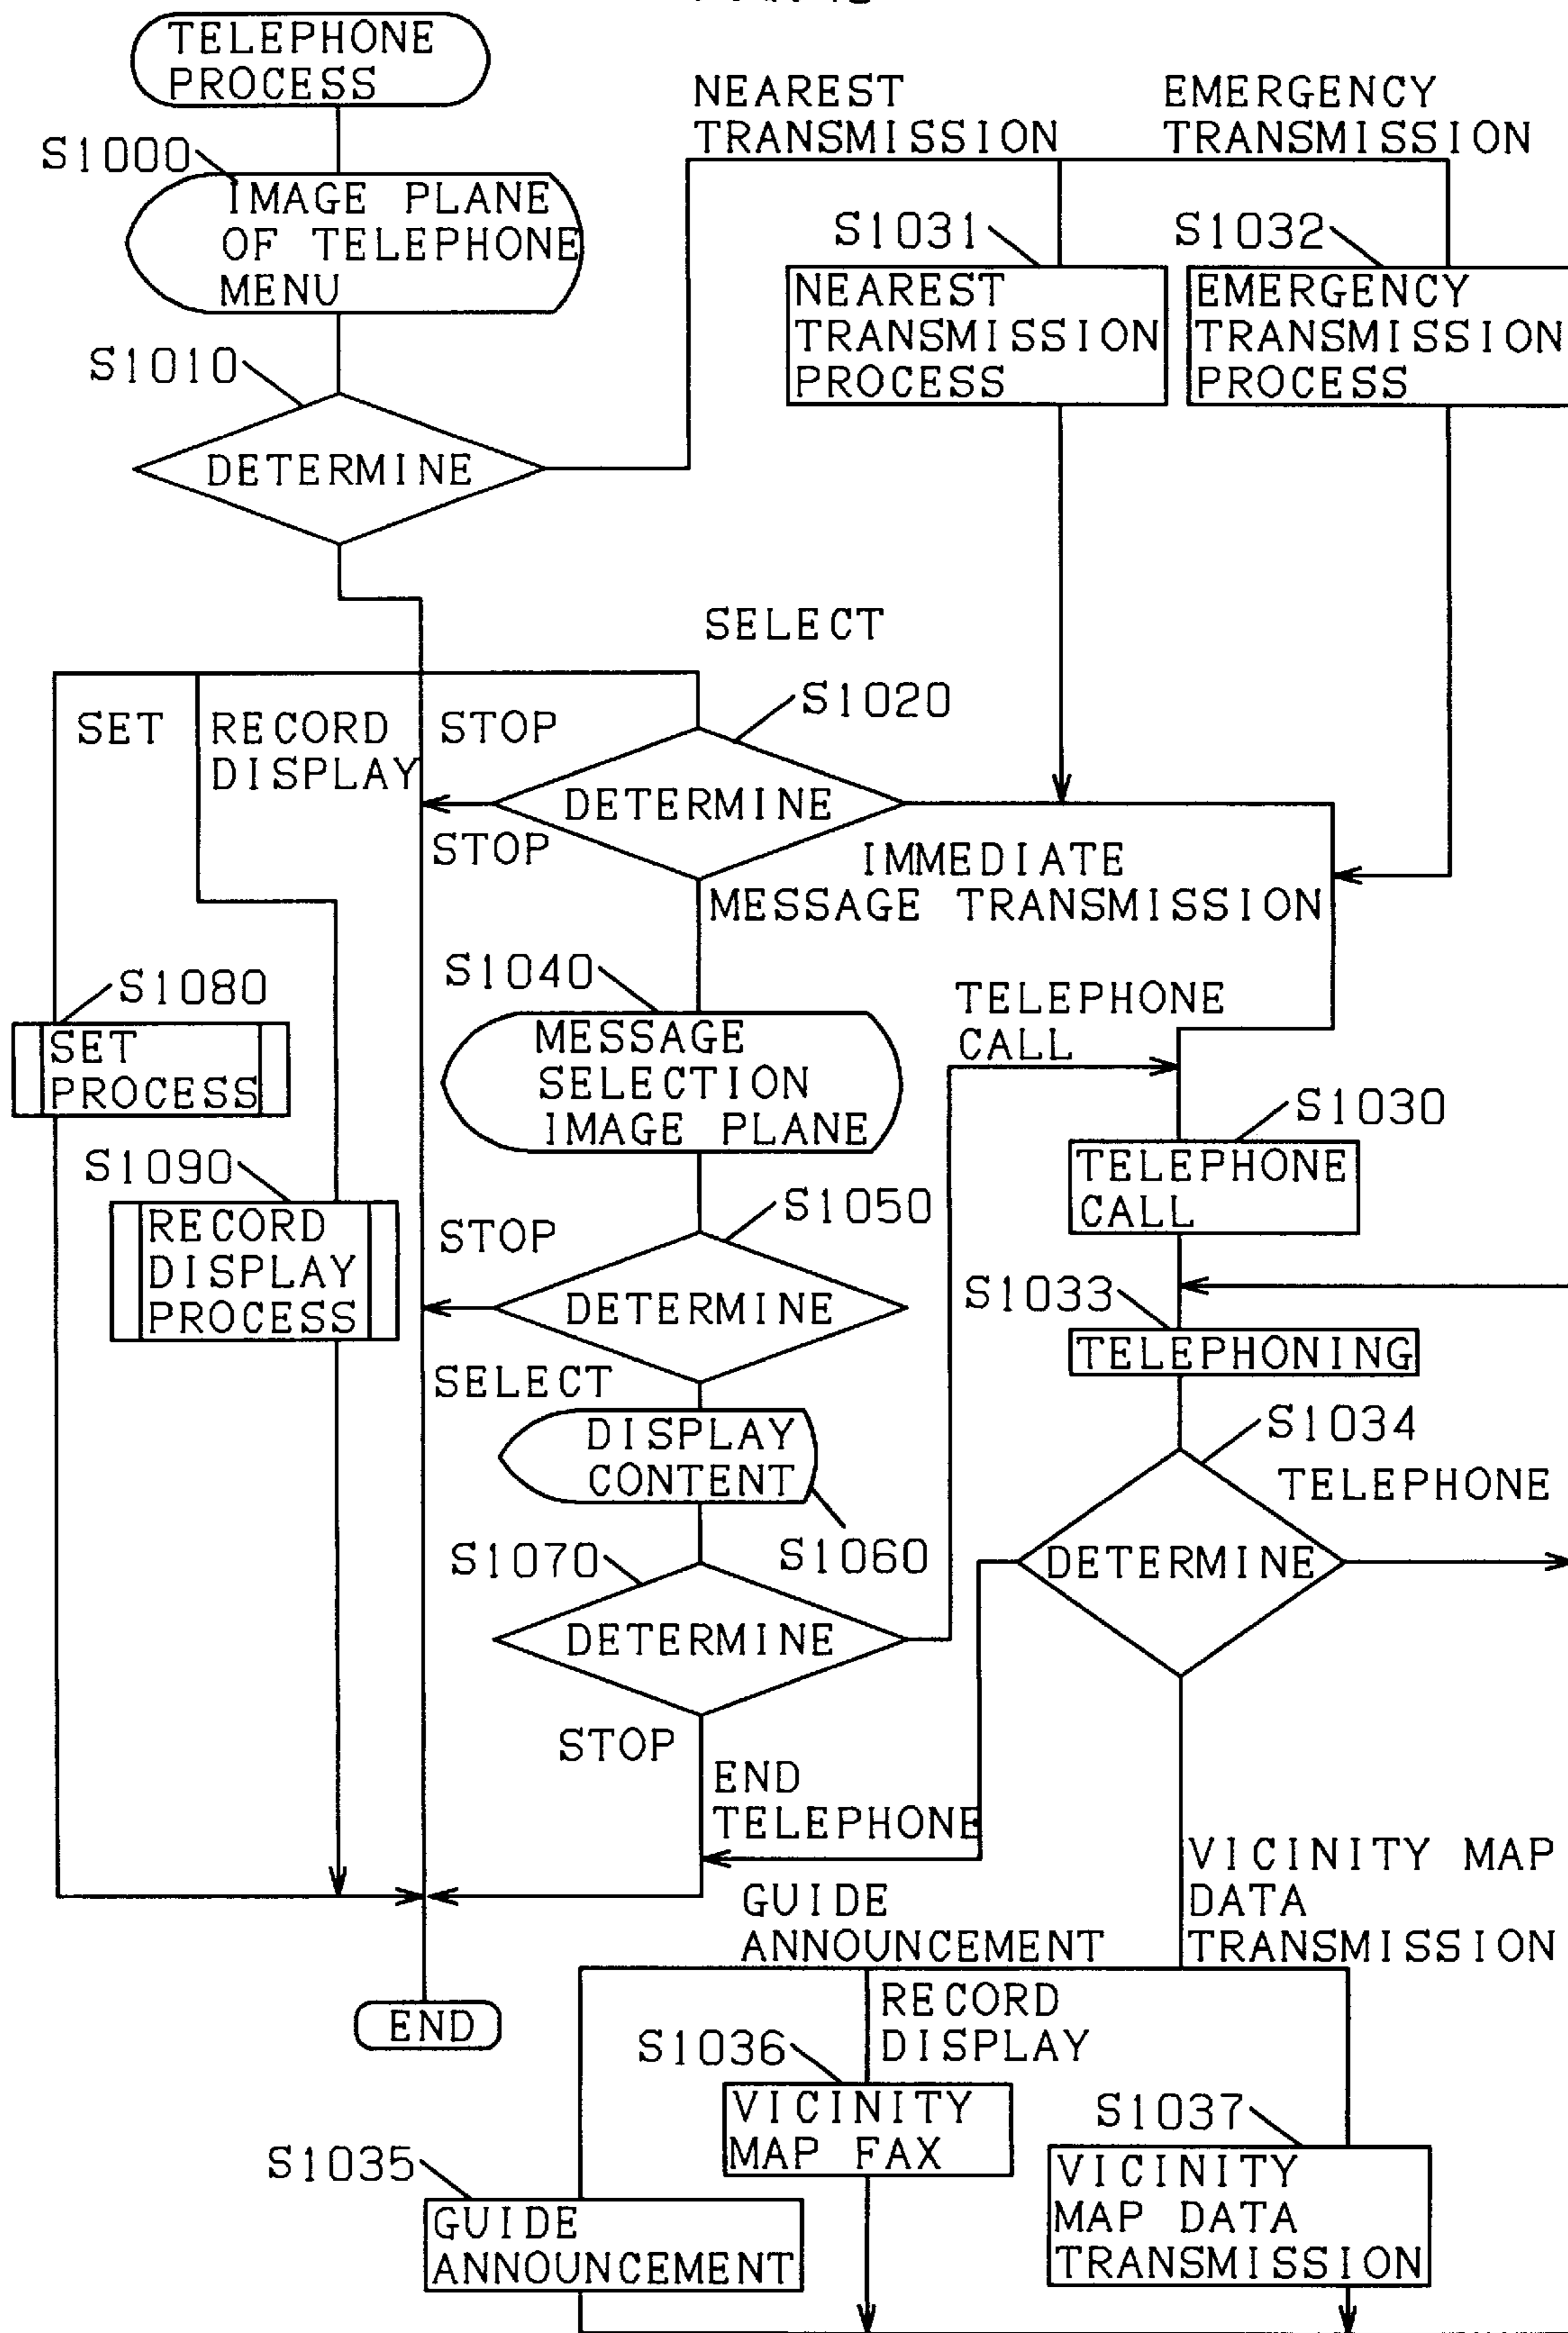 TELEPHONE
PROCESS
NEAREST
TRANSMISSION
EMERGENCY
TRANSMISSION
S1000
IMAGE PLANE
OF TELEPHONE
MENU
S1031
S1032
NEAREST
TRANSMISSION
PROCESS
EMERGENCY
TRANSMISSION
PROCESS
S1010
DETERMINE
SELECT
S1020
SET
RECORD
DISPLAY
STOP
DETERMINE
STOP
IMMEDIATE
MESSAGE TRANSMISSION
S1040
S1080
TELEPHONE
CALL
SET
PROCESS
MESSAGE
SELECTION
IMAGE PLANE
S1030
TELEPHONE
CALL
S1090
RECORD
DISPLAY
PROCESS
S1050
STOP
DETERMINE
S1033
TELEPHONING
SELECT
S1034
DISPLAY
CONTENT
TELEPHONE
S1060
S1070
DETERMINE
DETERMINE
STOP
END
TELEPHONE
VICINITY MAP
DATA
TRANSMISSION
GUIDE
ANNOUNCEMENT
END
RECORD
DISPLAY
S1036
VICINITY
MAP FAX
S1037
S1035
VICINITY
MAP DATA
TRANSMISSION
GUIDE
ANNOUNCEMENT